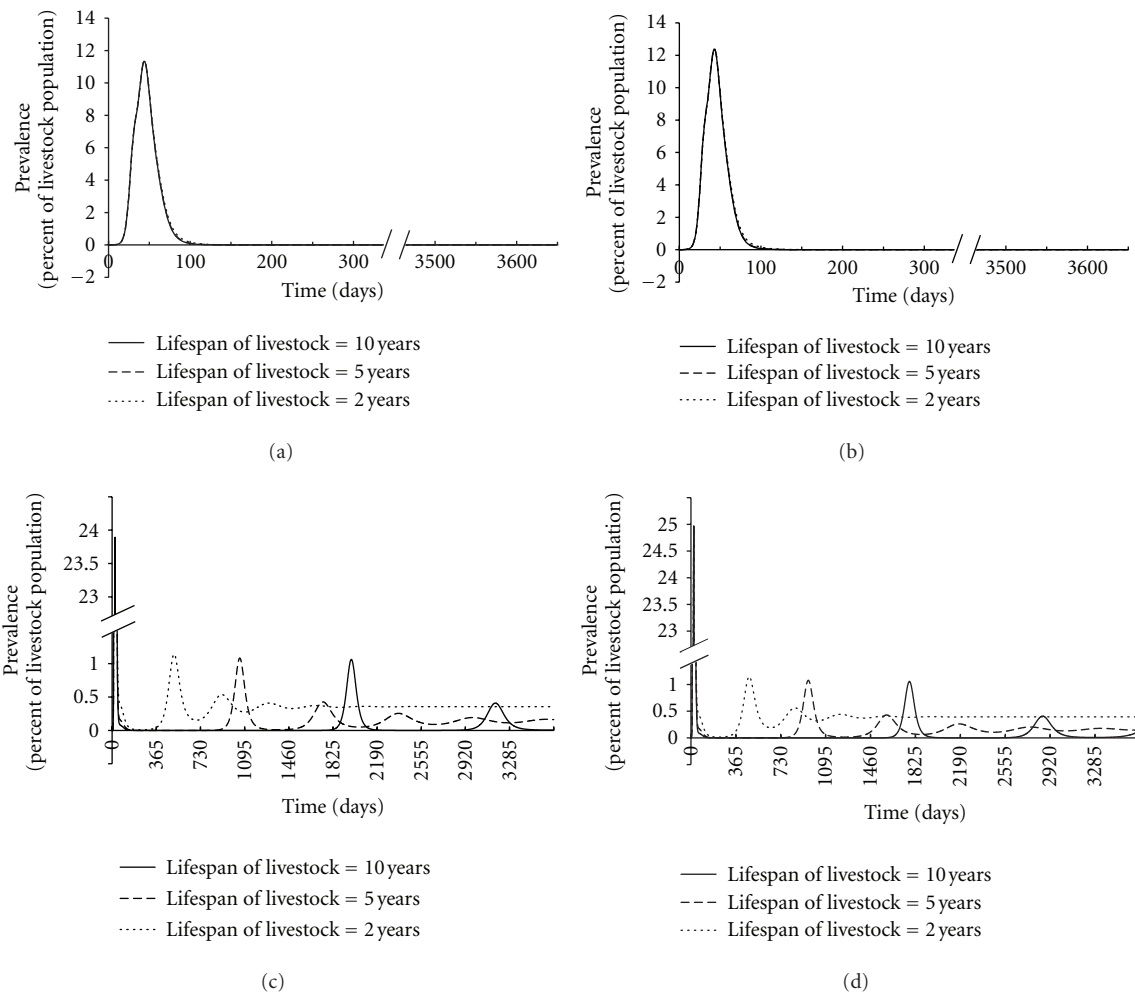 Prevalence
(percent of livestock population)
14
12
10
8
6
4
2
0
−2
0 100 200 300 3500 3600
Time (days)
Lifespan of livestock = 10 years
Lifespan of livestock = 5 years
Lifespan of livestock = 2 years
(a)
Prevalence
(percent of livestock population)
14
12
10
8
6
4
2
0
−2
0 100 200 300 3500 3600
Time (days)
Lifespan of livestock = 10 years
Lifespan of livestock = 5 years
Lifespan of livestock = 2 years
(b)
Prevalence
(percent of livestock population)
24
23.5
23
1
0.5
0
0 365 730 1095 1460 1825 2190 2555 2920 3285
Time (days)
Lifespan of livestock = 10 years
Lifespan of livestock = 5 years
Lifespan of livestock = 2 years
(c)
Prevalence
(percent of livestock population)
25
24.5
24
23.5
23
1
0.5
0
0 365 730 1095 1460 1825 2190 2555 2920 3285
Time (days)
Lifespan of livestock = 10 years
Lifespan of livestock = 5 years
Lifespan of livestock = 2 years
(d)